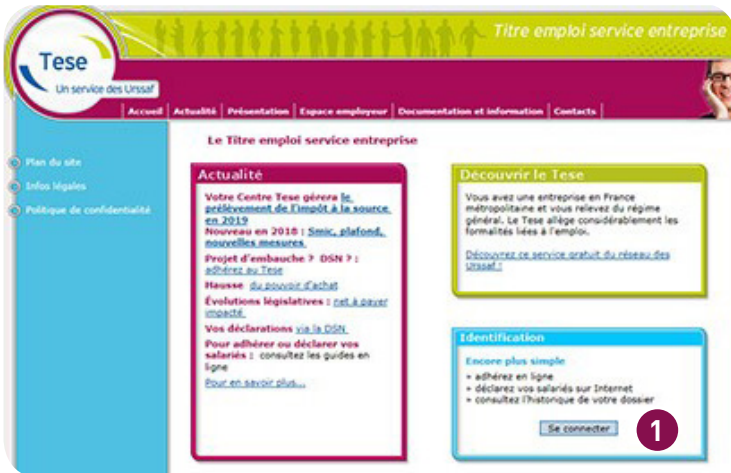 Titre emploi service entreprise
Tese
Un service des Urssaf
Accueil | Actualité | Présentation | Espace employeur | Documentation et information | Contacts
Le Titre emploi service entreprise
Plan du site
Infos légales
Politique de confidentialité
Actualité
Votre Centre Tese gérera le
prélèvement de l'impôt à la source
en 2019
Nouveau en 2018 : Smic, plafond,
nouvelles mesures
Projet d'embauche ? DSN ? :
adhérez au Tese
Hausse du pouvoir d'achat
Évolutions législatives : net à payer
impacté
Vos déclarations via la DSN
Pour adhérer ou déclarer vos
salariés : consultez les guides en
ligne
Pour en savoir plus...
Découvrir le Tese
Vous avez une entreprise en France
métropolitaine et vous relevez du régime
général. Le Tese allège considérablement les
formalités liées à l'emploi.
Découvrez ce service gratuit du réseau des
Urssaf !
Identification
Encore plus simple
» adhérez en ligne
» déclarez vos salariés sur Internet
» consultez l'historique de votre dossier
Se connecter
1